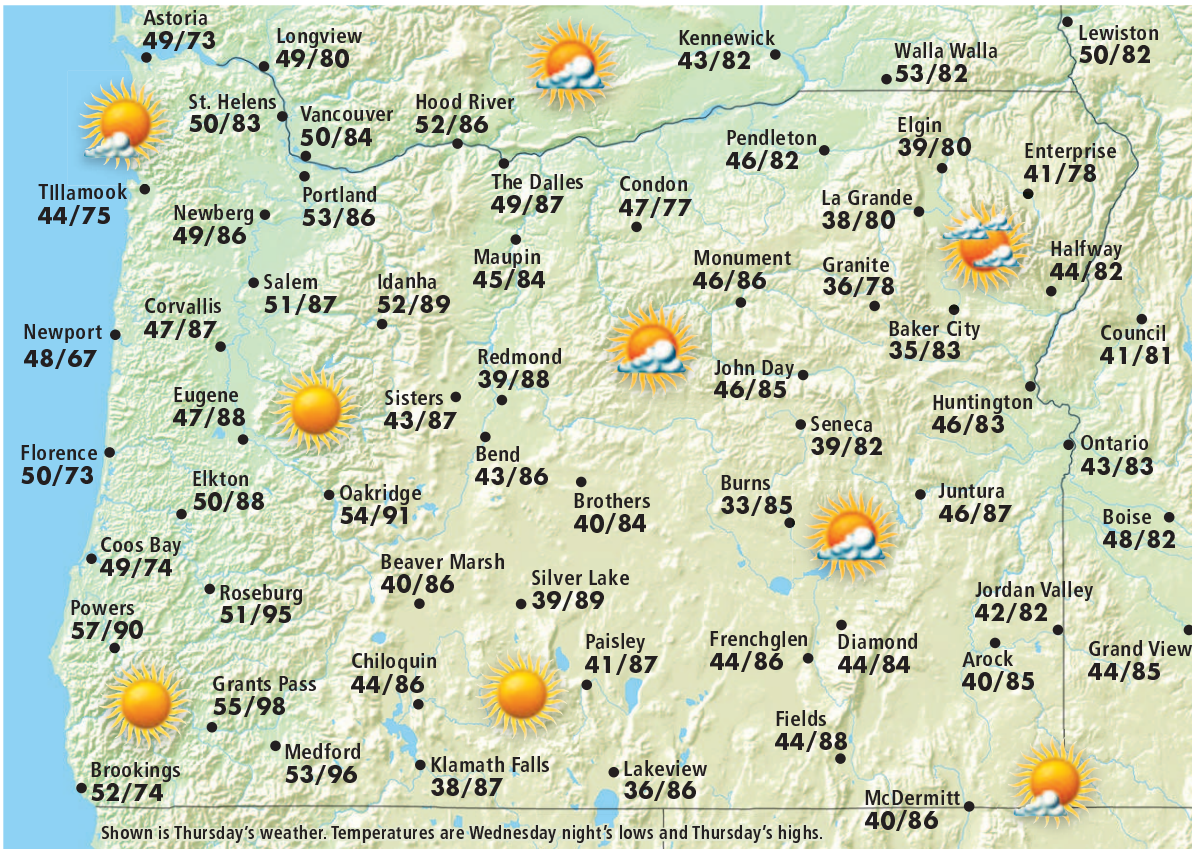 Astoria
49/73
Longview
49/80
Kennewick
43/82
Walla Walla
53/82
Lewiston
50/82
St. Helens
50/83
Vancouver
50/84
Hood River
52/86
Pendleton
46/82
Elgin
39/80
Enterprise
41/78
TIllamook
44/75
Newberg
49/86
Portland
53/86
The Dalles
49/87
Condon
47/77
La Grande
38/80
Maupin
45/84
Monument
46/86
Granite
36/78
Halfway
44/82
Salem
51/87
Idanha
52/89
Corvallis
47/87
Newport
48/67
Baker City
35/83
Council
41/81
Redmond
39/88
John Day
46/85
Eugene
47/88
Sisters
43/87
Huntington
46/83
Seneca
39/82
Florence
50/73
Bend
43/86
Ontario
43/83
Elkton
50/88
Oakridge
54/91
Brothers
40/84
Burns
33/85
Juntura
46/87
Boise
48/82
Coos Bay
49/74
Beaver Marsh
40/86
Silver Lake
39/89
Roseburg
51/95
Jordan Valley
42/82
Powers
57/90
Paisley
41/87
Frenchglen
44/86
Diamond
44/84
Arock
40/85
Grand View
44/85
Chiloquin
44/86
Grants Pass
55/98
Fields
44/88
Medford
53/96
Klamath Falls
38/87
Lakeview
36/86
Brookings
52/74
McDermitt
40/86
Shown is Thursday's weather. Temperatures are Wednesday night's lows and Thursday's highs.